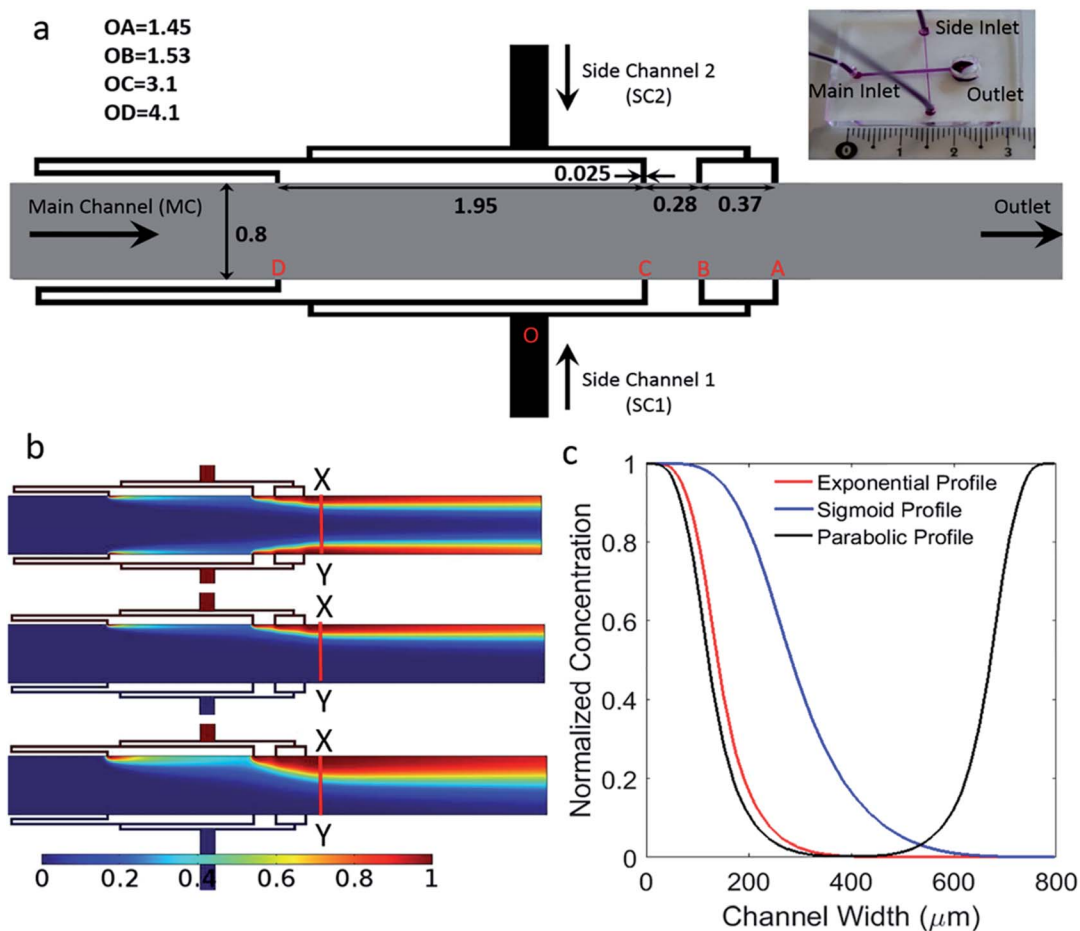 a
OA=1.45
OB=1.53
OC=3.1
OD=4.1
Side Channel 2
(SC2)
Side Inlet
Main Inlet
Outlet
0 1 2 3
0.025
Main Channel (MC)
0.8
1.95
0.28
0.37
Outlet
D
C
B
A
O
Side Channel 1
(SC1)
b
X
Y
X
Y
X
Y
0 0.2 0.4 0.6 0.8 1
c
Normalized Concentration
1
0.8
0.6
0.4
0.2
0
Exponential Profile
Sigmoid Profile
Parabolic Profile
0 200 400 600 800
Channel Width (μm)